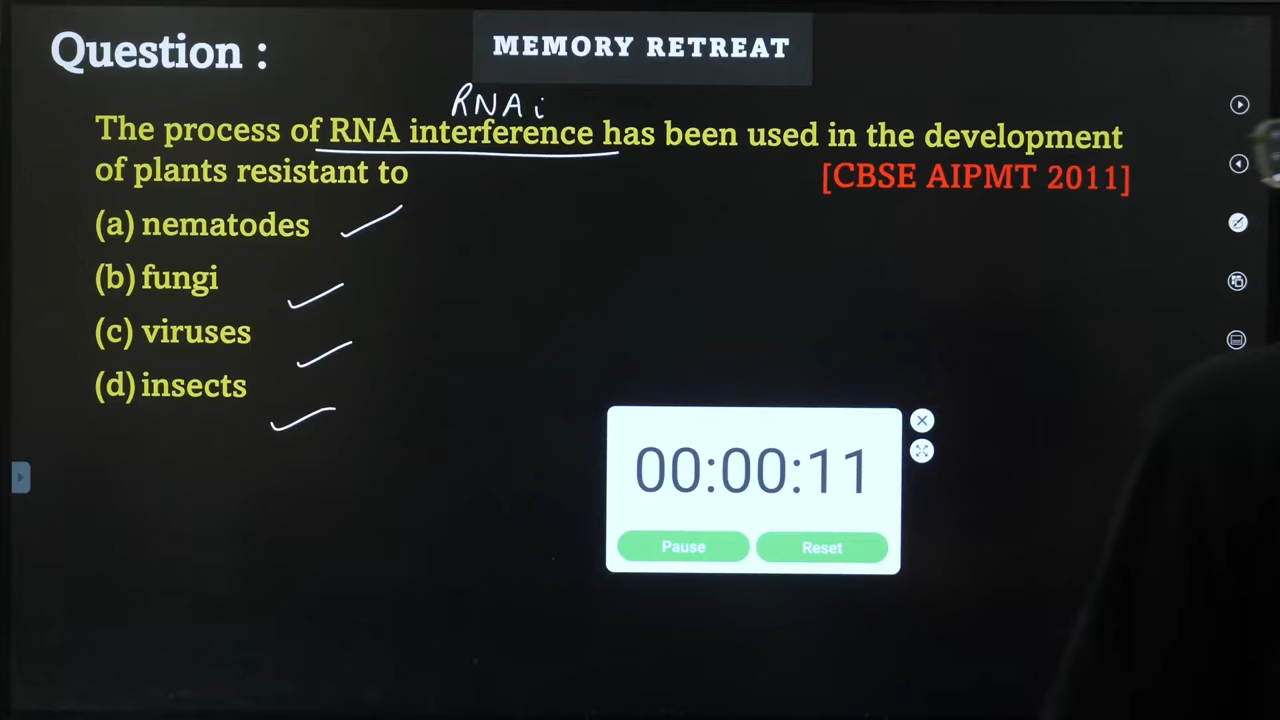 Question :
MEMORY RETREAT
RNA i
The process of RNA interference has been used in the development
of plants resistant to
[CBSE AIPMT 2011]
(a) nematodes
(b) fungi
(c) viruses
(d) insects
00:00:11
Pause
Reset